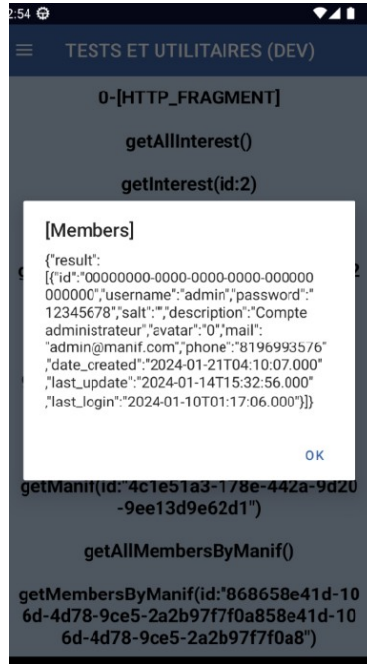 2:54
TESTS ET UTILITAIRES (DEV)
0-[HTTP_FRAGMENT]
getAllInterest()
getInterest(id:2)
[Members]
{"result":
[{"id":"00000000-0000-0000-0000-000000
000000","username":"admin","password":"
12345678","salt":"","description":"Compte
administrateur","avatar":"0","mail":
"admin@manif.com","phone":"8196993576"
,"date_created":"2024-01-21T04:10:07.000"
,"last_update":"2024-01-14T15:32:56.000"
,"last_login":"2024-01-10T01:17:06.000"}]}
OK
getManif(id:"4c1e51a3-178e-442a-9d20
-9ee13d9e62d1")
getAllMembersByManif()
getMembersByManif(id:"868658e41d-10
6d-4d78-9ce5-2a2b97f7f0a858e41d-10
6d-4d78-9ce5-2a2b97f7f0a8")